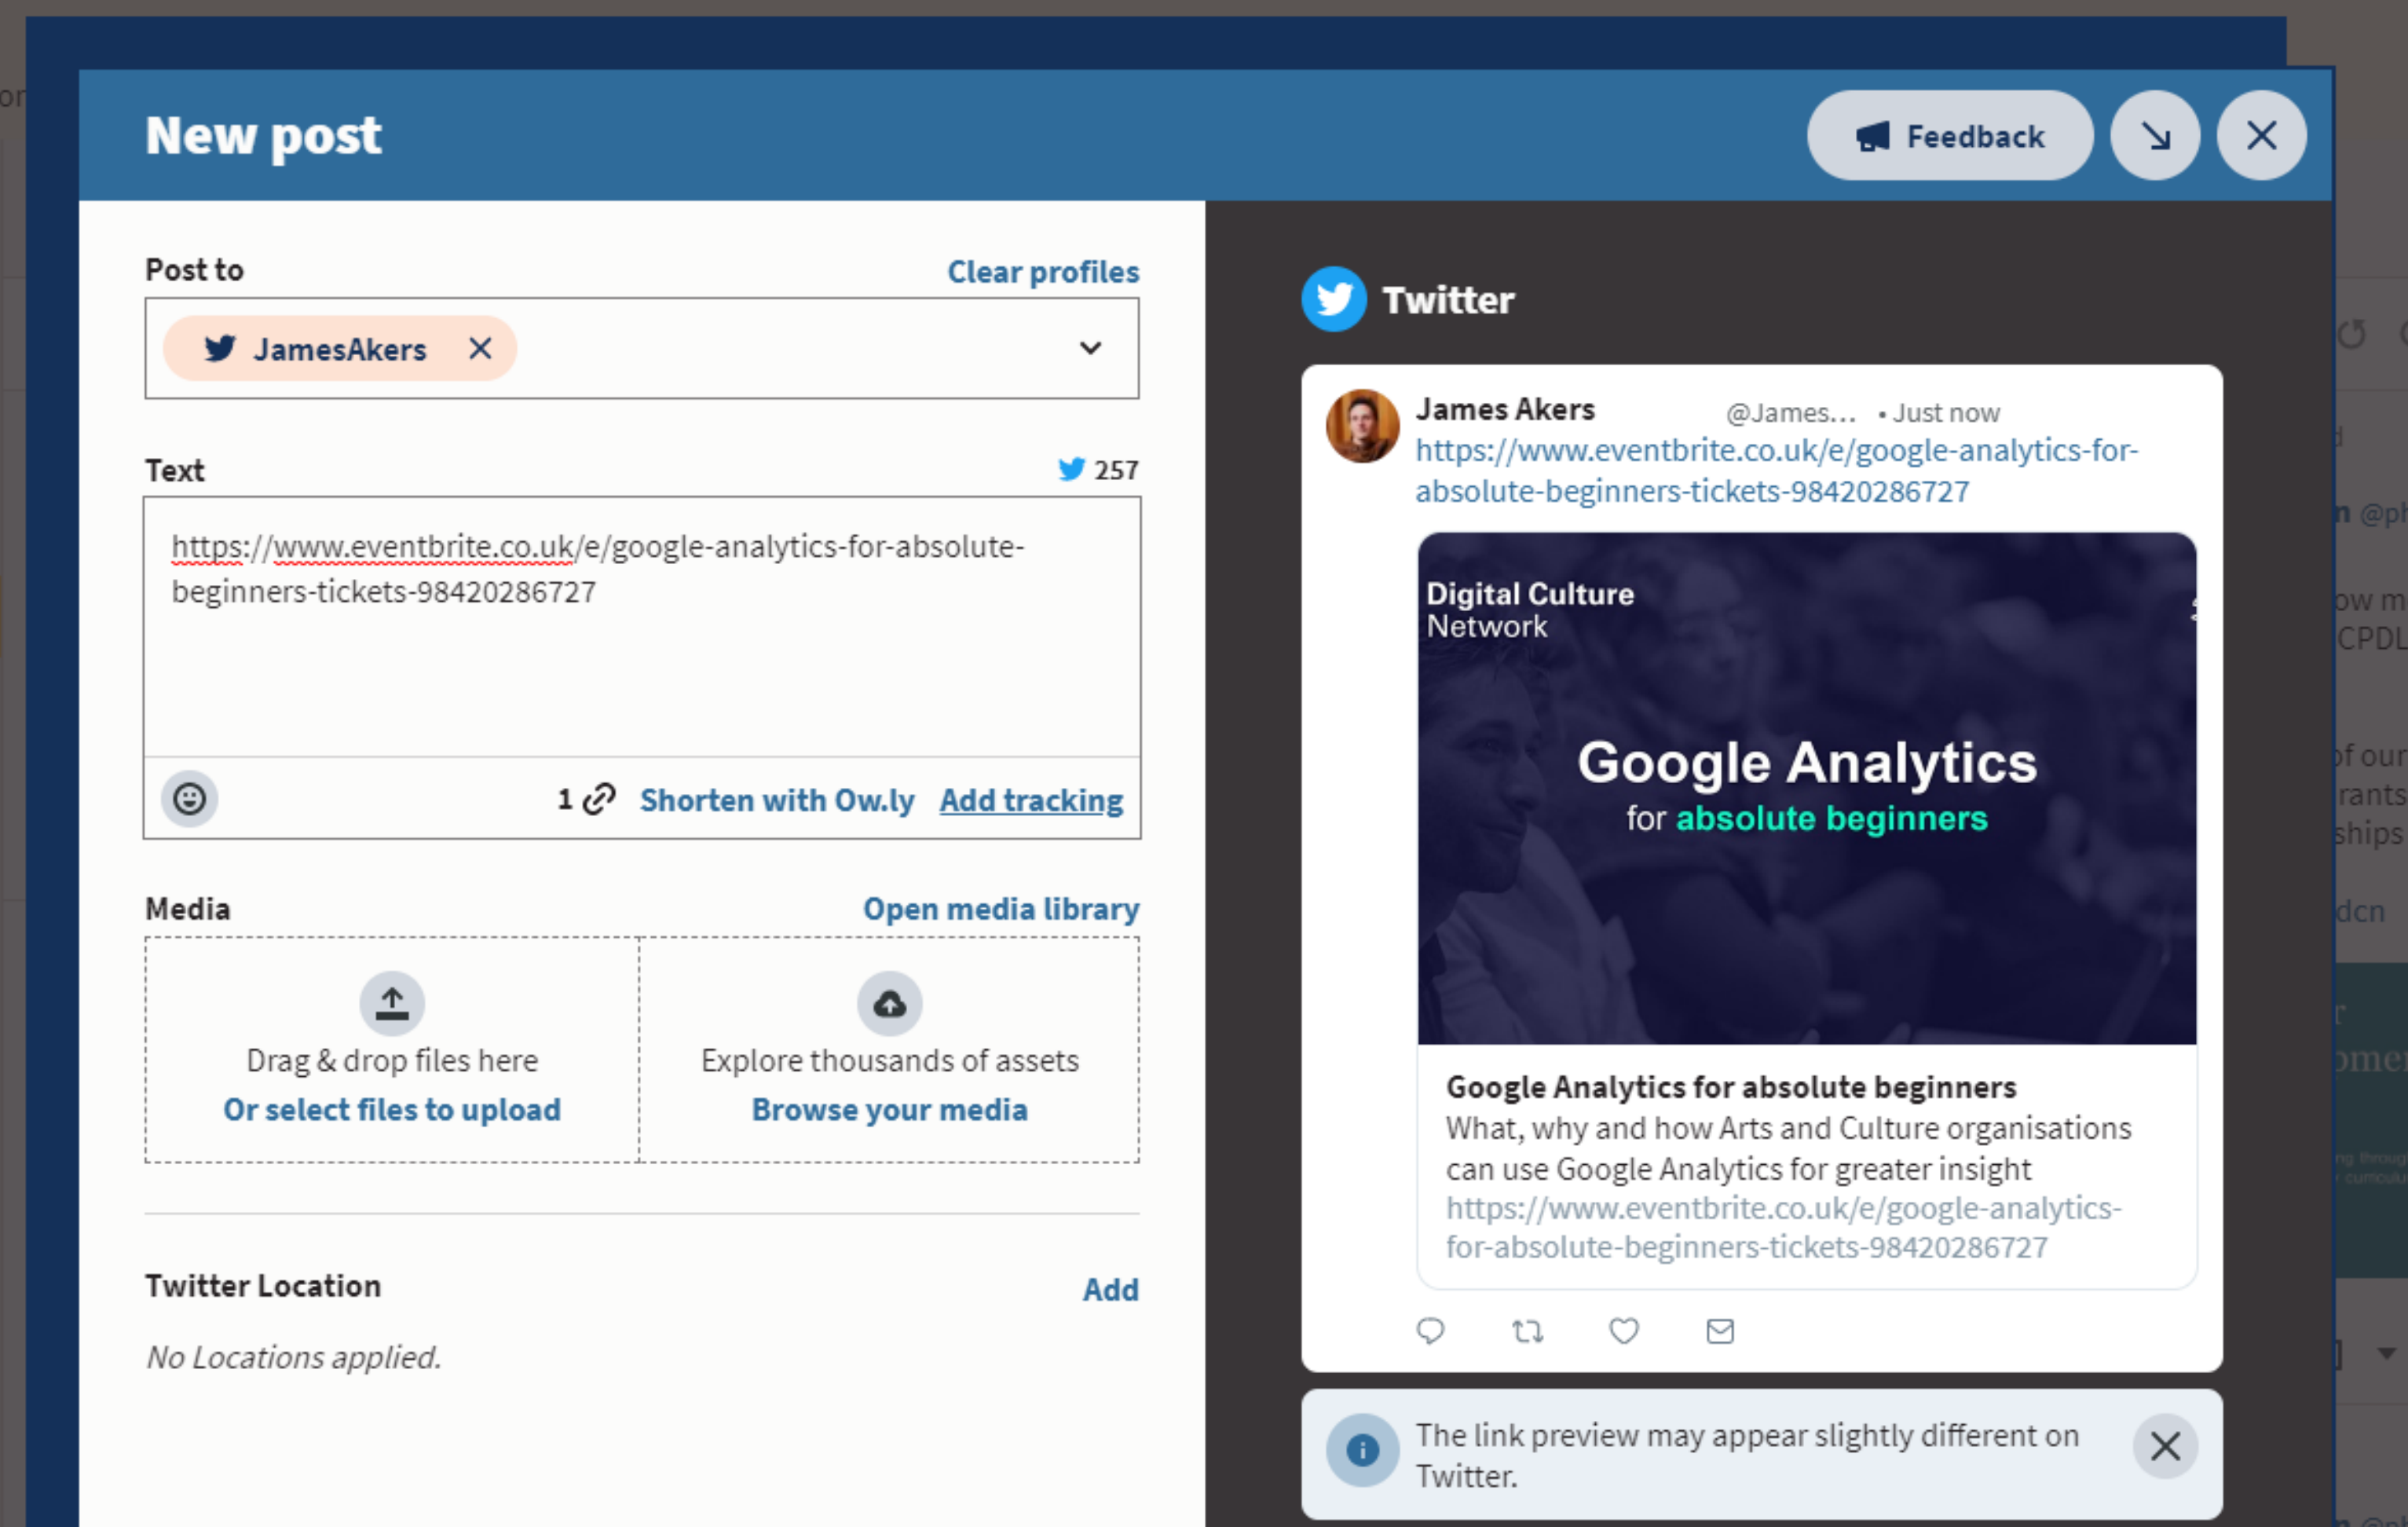 New post
Feedback
Post to
Clear profiles
JamesAkers
Text
257
https://www.eventbrite.co.uk/e/google-analytics-for-absolute-
beginners-tickets-98420286727
1
Shorten with Ow.ly
Add tracking
Media
Open media library
Drag & drop files here
Or select files to upload
Explore thousands of assets
Browse your media
Twitter Location
Add
No Locations applied.
Twitter
James Akers @James... • Just now
https://www.eventbrite.co.uk/e/google-analytics-for-
absolute-beginners-tickets-98420286727
Digital Culture
Network
Google Analytics
for absolute beginners
Google Analytics for absolute beginners
What, why and how Arts and Culture organisations
can use Google Analytics for greater insight
https://www.eventbrite.co.uk/e/google-analytics-
for-absolute-beginners-tickets-98420286727
The link preview may appear slightly different on
Twitter.
of our
dcn